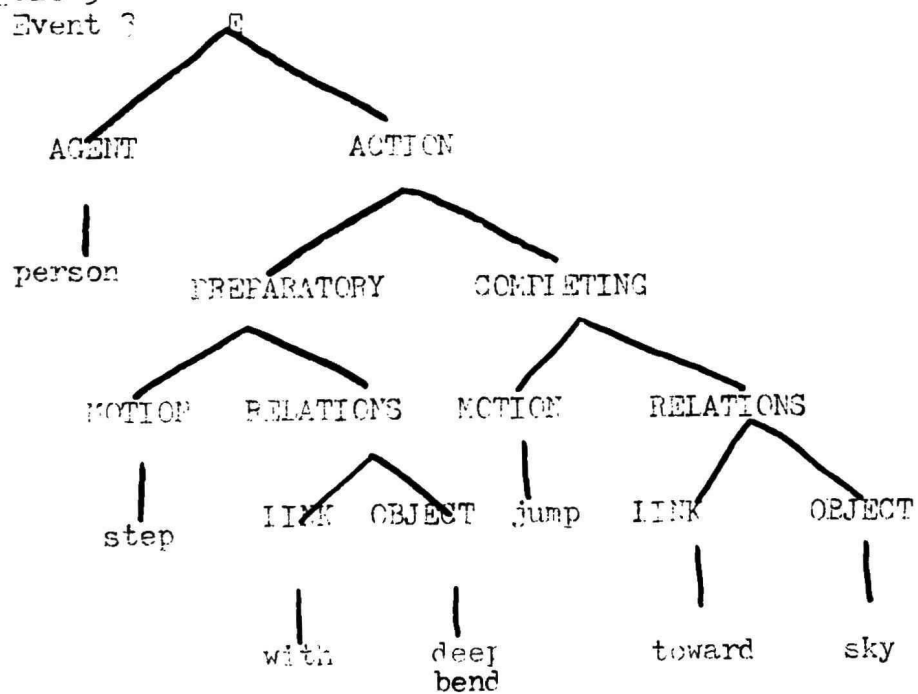 Event 3 E
AGENT ACTION
person
PREPARATORY COMPLETING
MOTION RELATIONS MOTION RELATIONS
step LINK OBJECT jump LINK OBJECT
with deep toward sky
bend